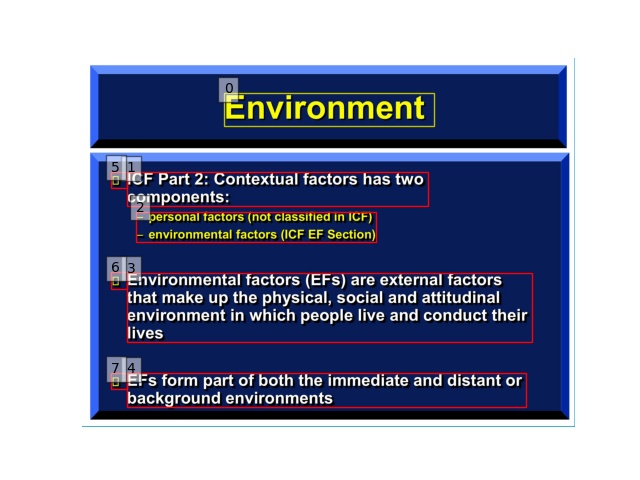 Environment
ICF Part 2: Contextual factors has two
components:
– personal factors (not classified in ICF)
– environmental factors (ICF EF Section)
Environmental factors (EFs) are external factors
that make up the physical, social and attitudinal
environment in which people live and conduct their
lives
EFs form part of both the immediate and distant or
background environments
0
5 1
2
6 3
7 4